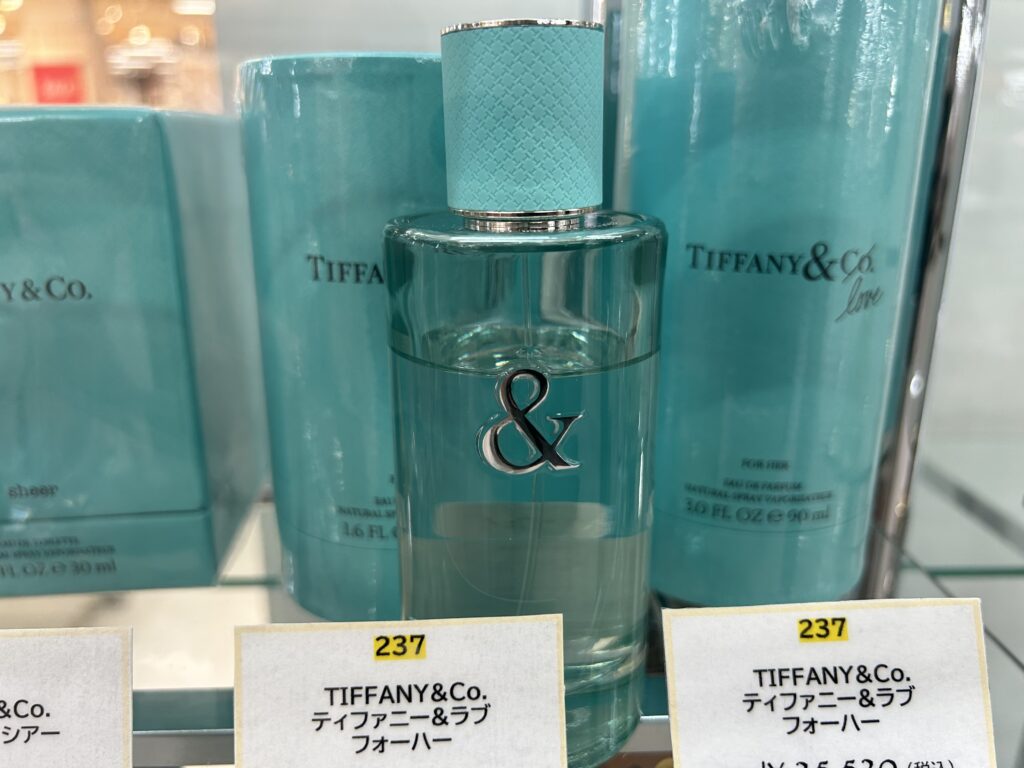 Y & CO.
sheer
FL OZ ℮ 30 ml
TIFFA
1.6 FL
&
TIFFANY & CO.
love
FOR HER
EAU DE PARFUM
NATURAL SPRAY VAPORISATEUR
3.0 FL OZ ℮ 90 ml
&Co.
シアー
237
TIFFANY&Co.
ティファニー&ラブ
フォーハー
237
TIFFANY&Co.
ティファニー&ラブ
フォーハー
(税込)